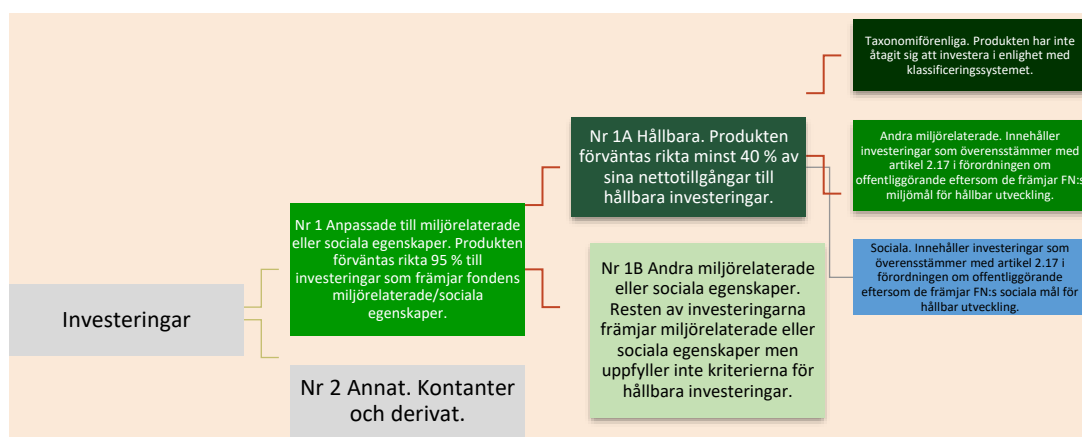 Investeringar
Nr 1 Anpassade till miljörelaterade
eller sociala egenskaper. Produkten
förväntas rikta 95 % till
investeringar som främjar fondens
miljörelaterade/sociala
egenskaper.
Nr 2 Annat. Kontanter
och derivat.
Nr 1A Hållbara. Produkten
förväntas rikta minst 40 % av
sina nettotillgångar till
hållbara investeringar.
Nr 1B Andra miljörelaterade
eller sociala egenskaper.
Resten av investeringarna
främjar miljörelaterade eller
sociala egenskaper men
uppfyller inte kriterierna för
hållbara investeringar.
Taxonomiförenliga. Produkten har inte
åtagit sig att investera i enlighet med
klassificeringssystemet.
Andra miljörelaterade. Innehåller
investeringar som överensstämmer med
artikel 2.17 i förordningen om
offentliggörande eftersom de främjar FN:s
miljömål för hållbar utveckling.
Sociala. Innehåller investeringar som
överensstämmer med artikel 2.17 i
förordningen om offentliggörande
eftersom de främjar FN:s sociala mål för
hållbar utveckling.